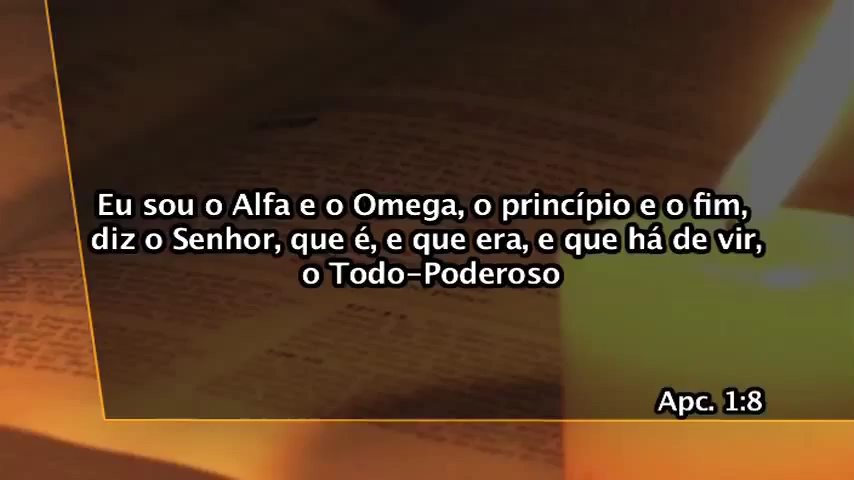 Eu sou o Alfa e o Omega, o princípio e o fim,
diz o Senhor, que é, e que era, e que há de vir,
o Todo-Poderoso
Apc. 1:8